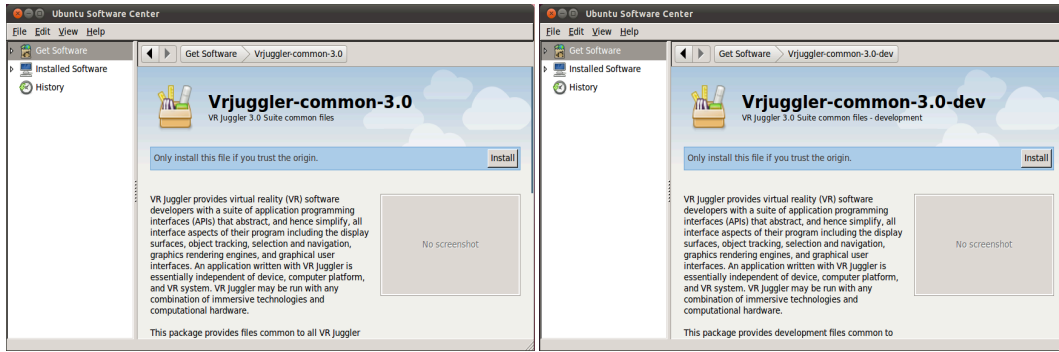 Ubuntu Software Center
File Edit View Help
Get Software
Installed Software
History
Get Software Vrjuggler-common-3.0
Vrjuggler-common-3.0
VR Juggler 3.0 Suite common files
Only install this file if you trust the origin.
Install
VR Juggler provides virtual reality (VR) software
developers with a suite of application programming
interfaces (APIs) that abstract, and hence simplify, all
interface aspects of their program including the display
surfaces, object tracking, selection and navigation,
graphics rendering engines, and graphical user
interfaces. An application written with VR Juggler is
essentially independent of device, computer platform,
and VR system. VR Juggler may be run with any
combination of immersive technologies and
computational hardware.
No screenshot
This package provides files common to all VR Juggler
Ubuntu Software Center
File Edit View Help
Get Software
Installed Software
History
Get Software Vrjuggler-common-3.0-dev
Vrjuggler-common-3.0-dev
VR Juggler 3.0 Suite common files - development
Only install this file if you trust the origin.
Install
VR Juggler provides virtual reality (VR) software
developers with a suite of application programming
interfaces (APIs) that abstract, and hence simplify, all
interface aspects of their program including the display
surfaces, object tracking, selection and navigation,
graphics rendering engines, and graphical user
interfaces. An application written with VR Juggler is
essentially independent of device, computer platform,
and VR system. VR Juggler may be run with any
combination of immersive technologies and
computational hardware.
No screenshot
This package provides development files common to